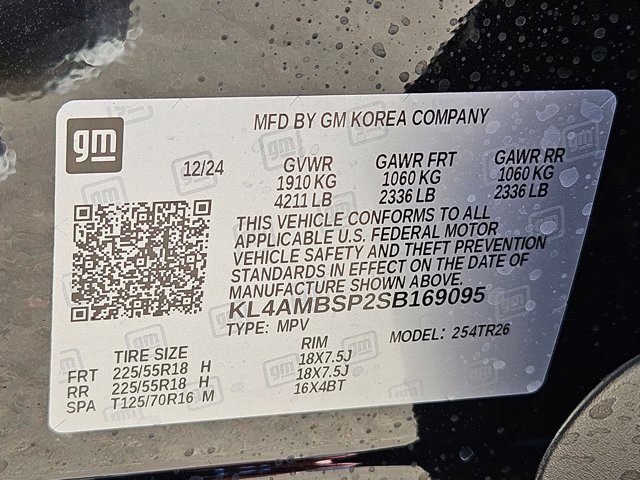 gm
MFD BY GM KOREA COMPANY
12/24
GVWR GAWR FRT GAWR RR
1910 KG 1060 KG 1060 KG
4211 LB 2336 LB 2336 LB
THIS VEHICLE CONFORMS TO ALL
APPLICABLE U.S. FEDERAL MOTOR
VEHICLE SAFETY AND THEFT PREVENTION
STANDARDS IN EFFECT ON THE DATE OF
MANUFACTURE SHOWN ABOVE.
KL4AMBSP2SB169095
TYPE: MPV MODEL: 254TR26
TIRE SIZE RIM
FRT 225/55R18 H 18X7.5J
RR 225/55R18 H 18X7.5J
SPA T125/70R16 M 16X4BT